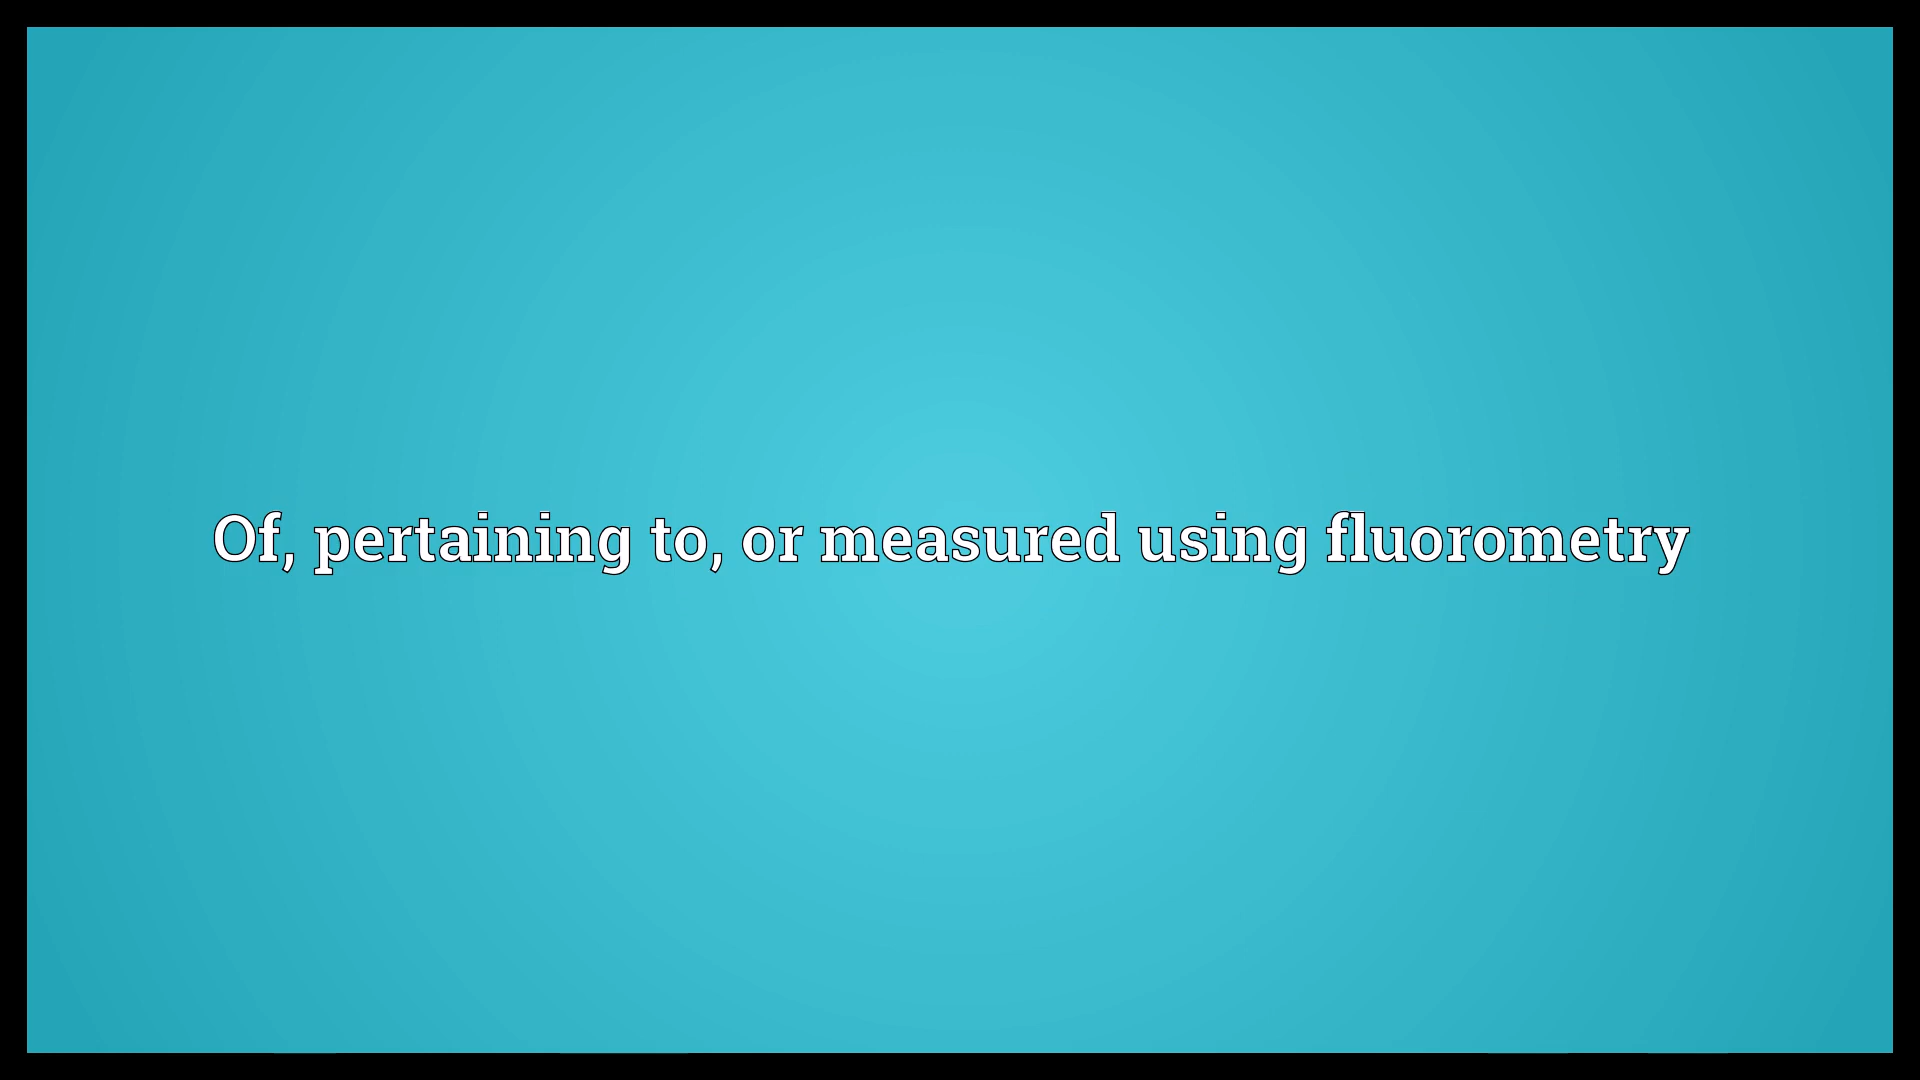 Of, pertaining to, or measured using fluorometry